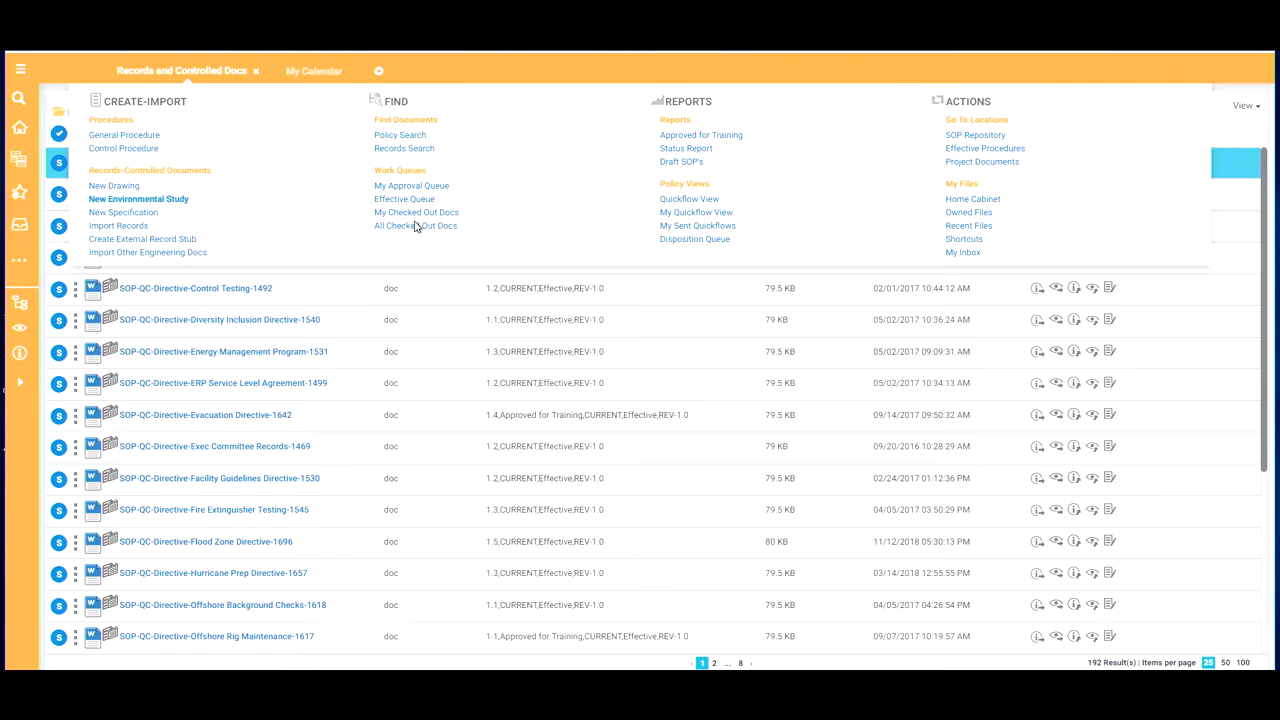 Records and Controlled Docs × My Calendar
View
CREATE-IMPORT FIND REPORTS ACTIONS
Procedures Find Documents Reports Go To Locations
General Procedure Policy Search Approved for Training SOP Repository
Control Procedure Records Search Status Report Effective Procedures
Draft SOP's Project Documents
Records-Controlled Documents Work Queues
Policy Views My Files
New Drawing My Approval Queue
New Environmental Study Effective Queue Quickflow View Home Cabinet
New Specification My Checked Out Docs My Quickflow View Owned Files
Import Records All Checked Out Docs My Sent Quickflows Recent Files
Create External Record Stub Disposition Queue Shortcuts
Import Other Engineering Docs My Inbox
S SOP-QC-Directive-Control Testing-1492 doc 1.2,CURRENT,Effective,REV-1.0 79.5 KB 02/01/2017 10:44:12 AM
S SOP-QC-Directive-Diversity Inclusion Directive-1540 doc 1.1,CURRENT,Effective,REV-1.0 79 KB 05/02/2017 10:36:24 AM
S SOP-QC-Directive-Energy Management Program-1531 doc 1.3,CURRENT,Effective,REV-1.0 79.5 KB 05/02/2017 09:09:31 AM
S SOP-QC-Directive-ERP Service Level Agreement-1499 doc 1.2,CURRENT,Effective,REV-1.0 79.5 KB 05/02/2017 10:34:13 AM
S SOP-QC-Directive-Evacuation Directive-1642 doc 1.4,Approved for Training,CURRENT,Effective,REV-1.0 79.5 KB 09/14/2017 09:50:32 AM
S SOP-QC-Directive-Exec Committee Records-1469 doc 1.2,CURRENT,Effective,REV-1.0 79 KB 09/20/2016 10:28:29 AM
S SOP-QC-Directive-Facility Guidelines Directive-1530 doc 1.2,CURRENT,Effective,REV-1.0 79.5 KB 02/24/2017 01:12:36 PM
S SOP-QC-Directive-Fire Extinguisher Testing-1545 doc 1.2,CURRENT,Effective,REV-1.0 79.5 KB 04/05/2017 03:50:29 PM
S SOP-QC-Directive-Flood Zone Directive-1696 doc 1.5,CURRENT,Effective,REV-1.0 80 KB 11/12/2018 05:30:13 PM
S SOP-QC-Directive-Hurricane Prep Directive-1657 doc 1.3,CURRENT,Effective,REV-1.0 79.5 KB 03/14/2018 12:55:55 PM
S SOP-QC-Directive-Offshore Background Checks-1618 doc 1.1,CURRENT,Effective,REV-1.0 79.5 KB 04/05/2017 04:26:54 PM
S SOP-QC-Directive-Offshore Rig Maintenance-1617 doc 1.1,Approved for Training,CURRENT,Effective,REV-1.0 79.5 KB 09/07/2017 10:19:57 AM
‹ 1 2 ... 8 › 192 Result(s) | Items per page 25 50 100